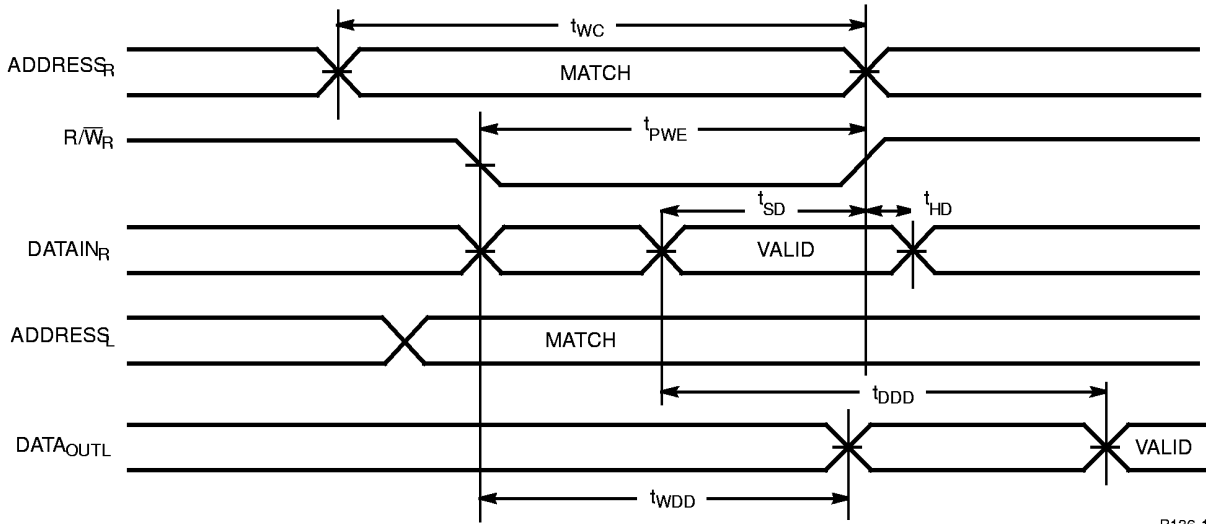 tWC
ADDRESSR
MATCH
R/W̅R
tPWE
tSD
tHD
DATAINR
VALID
ADDRESSL
MATCH
tDDD
DATAOUTL
VALID
tWDD